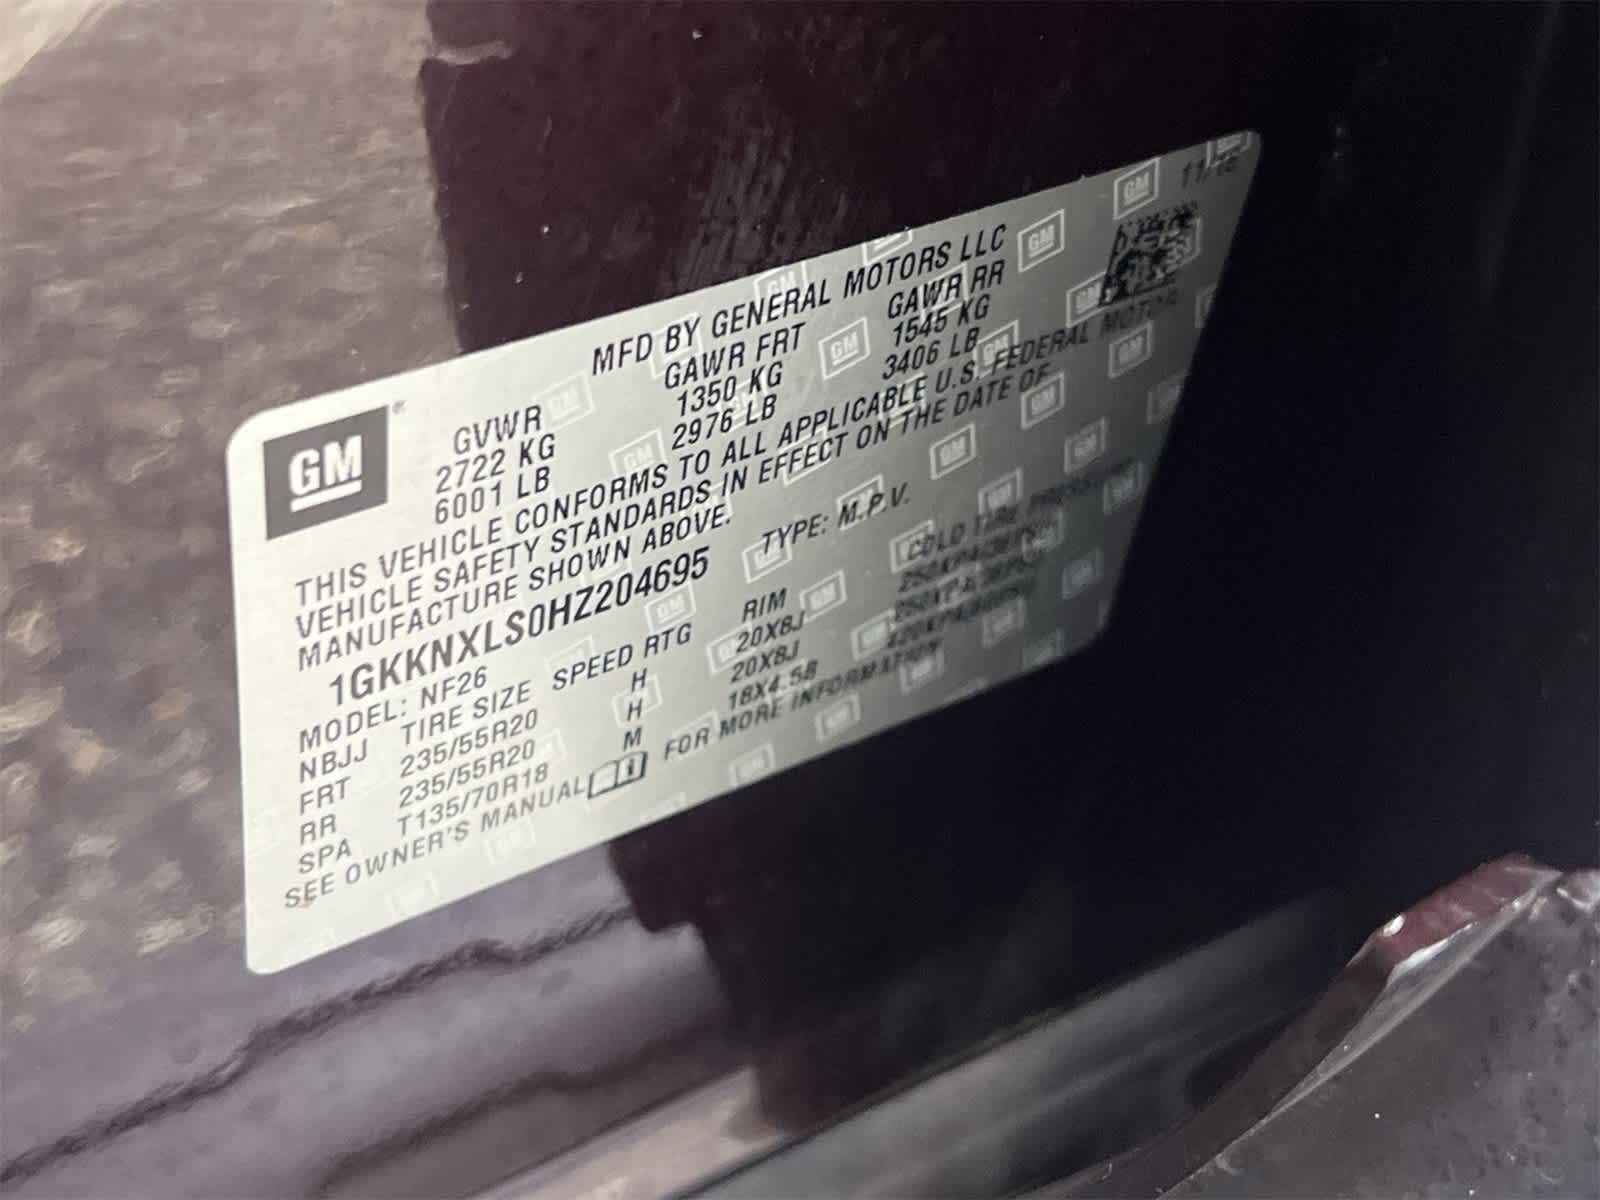 MFD BY GENERAL MOTORS LLC
GVWR GAWR FRT GAWR RR
2722 KG 1350 KG 1545 KG
6001 LB 2976 LB 3406 LB
THIS VEHICLE CONFORMS TO ALL APPLICABLE U.S. FEDERAL MOTOR
VEHICLE SAFETY STANDARDS IN EFFECT ON THE DATE OF
MANUFACTURE SHOWN ABOVE.
1GKKNXLS0HZ204695 TYPE: M.P.V.
MODEL: NF26
NBJJ TIRE SIZE SPEED RTG RIM COLD TIRE PRESSURE
FRT 235/55R20 H 20X8J
RR 235/55R20 H 20X8J
SPA T135/70R18 M 18X4.5B
SEE OWNER'S MANUAL FOR MORE INFORMATION
GM